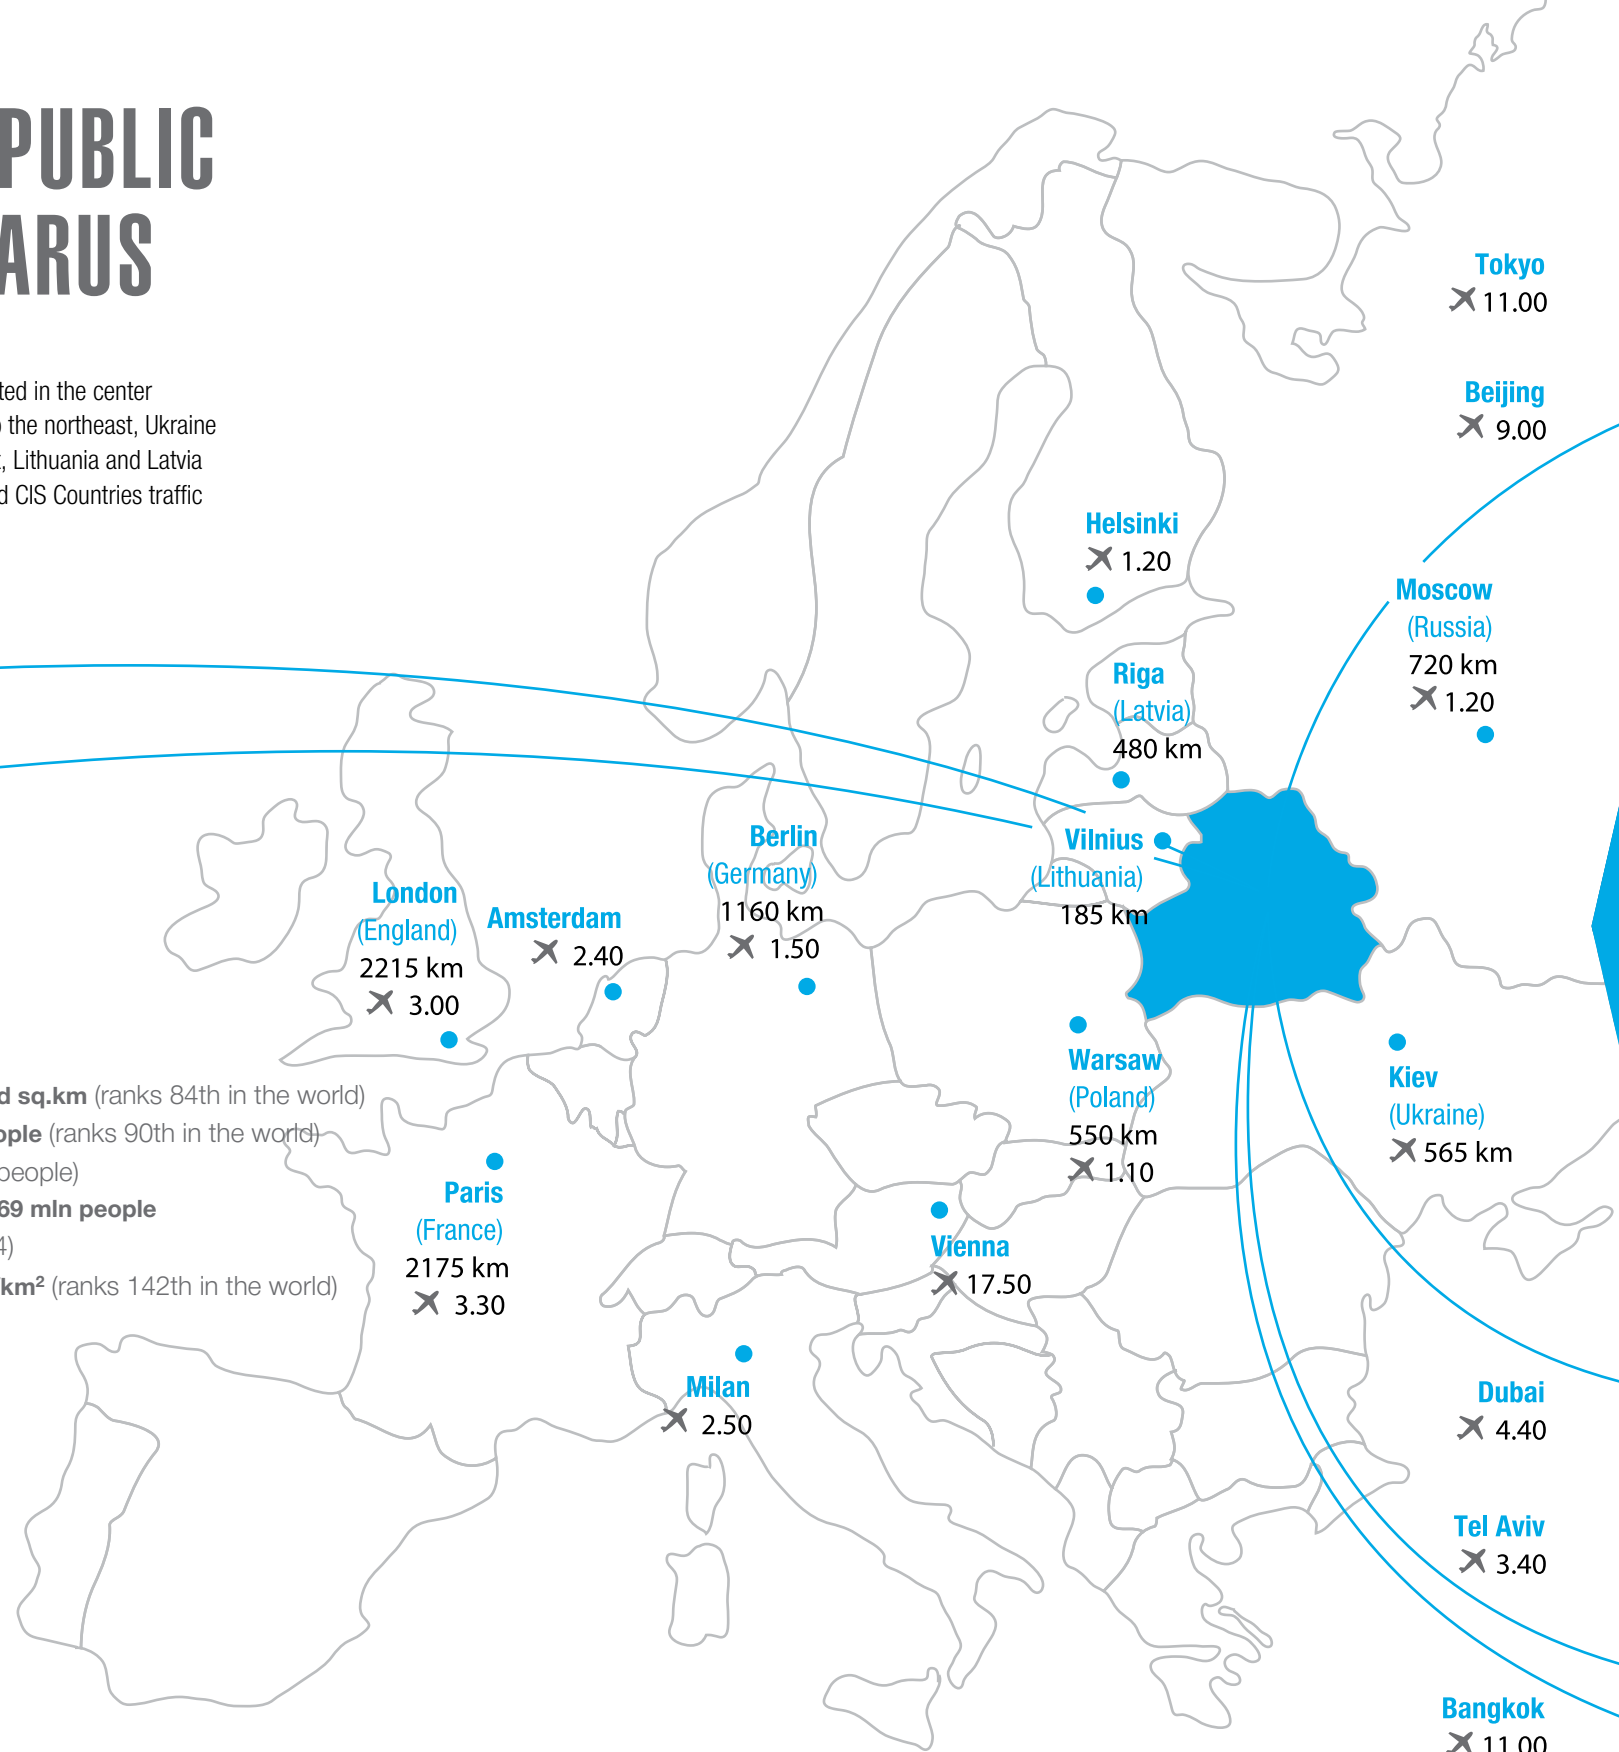 PUBLIC
ARUS
ted in the center
the northeast, Ukraine
, Lithuania and Latvia
d CIS Countries traffic
Tokyo
11.00
Beijing
9.00
Helsinki
1.20
Moscow
(Russia)
720 km
1.20
Riga
(Latvia)
480 km
Vilnius
(Lithuania)
185 km
Berlin
(Germany)
1160 km
1.50
London
(England)
2215 km
3.00
Amsterdam
2.40
Warsaw
(Poland)
550 km
1.10
Kiev
(Ukraine)
565 km
d sq.km (ranks 84th in the world)
ople (ranks 90th in the world)
people)
69 mln people
4)
/km² (ranks 142th in the world)
Paris
(France)
2175 km
3.30
Vienna
17.50
Milan
2.50
Dubai
4.40
Tel Aviv
3.40
Bangkok
11.00